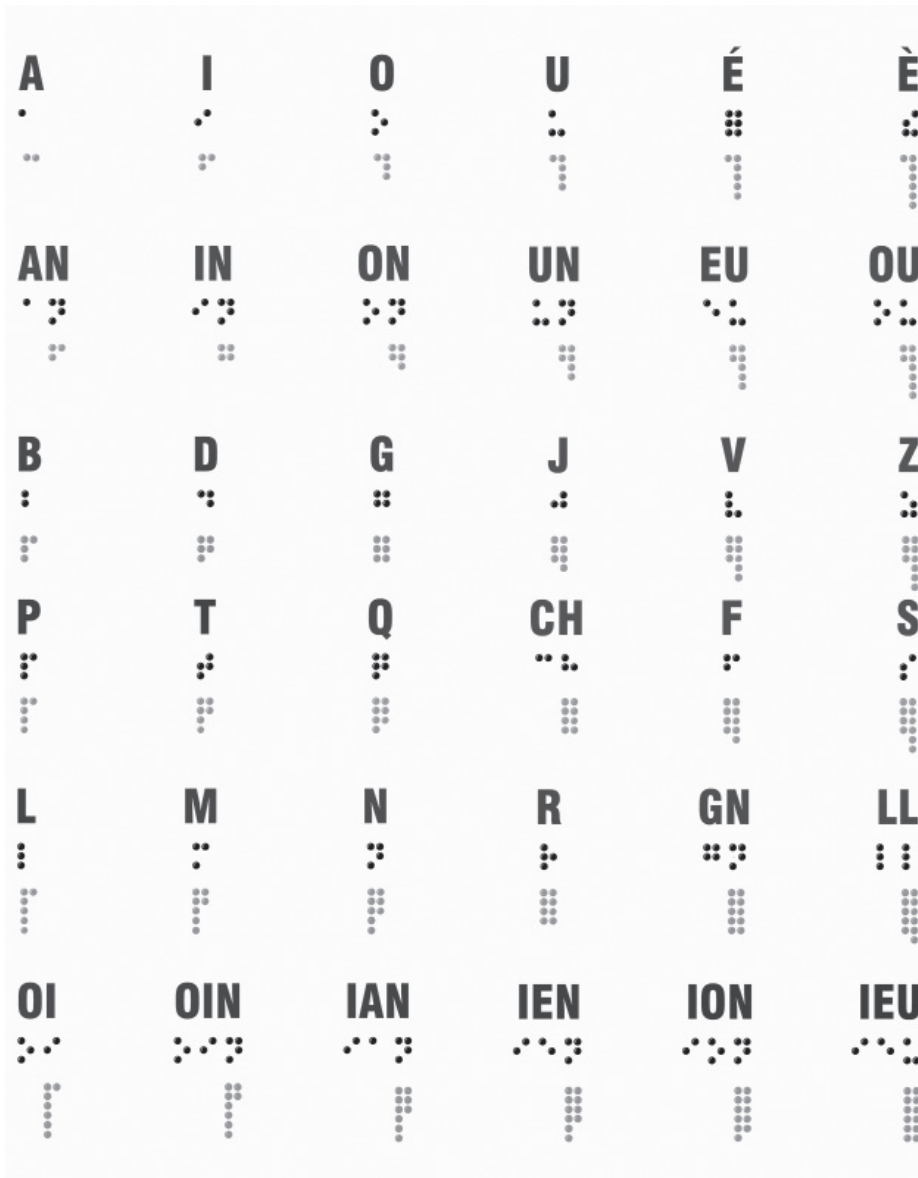 A I O U É È
⠁ ⠊ ⠕ ⠥ ⠿ ⠮
AN IN ON UN EU OU
⠁⠝ ⠊⠝ ⠕⠝ ⠥⠝ ⠑⠥ ⠕⠥
B D G J V Z
⠃ ⠙ ⠛ ⠚ ⠧ ⠵
P T Q CH F S
⠏ ⠞ ⠟ ⠉⠓ ⠋ ⠎
L M N R GN LL
⠇ ⠍ ⠝ ⠗ ⠛⠝ ⠇⠇
OI OIN IAN IEN ION IEU
⠕⠊ ⠕⠊⠝ ⠊⠁⠝ ⠊⠑⠝ ⠊⠕⠝ ⠊⠑⠥